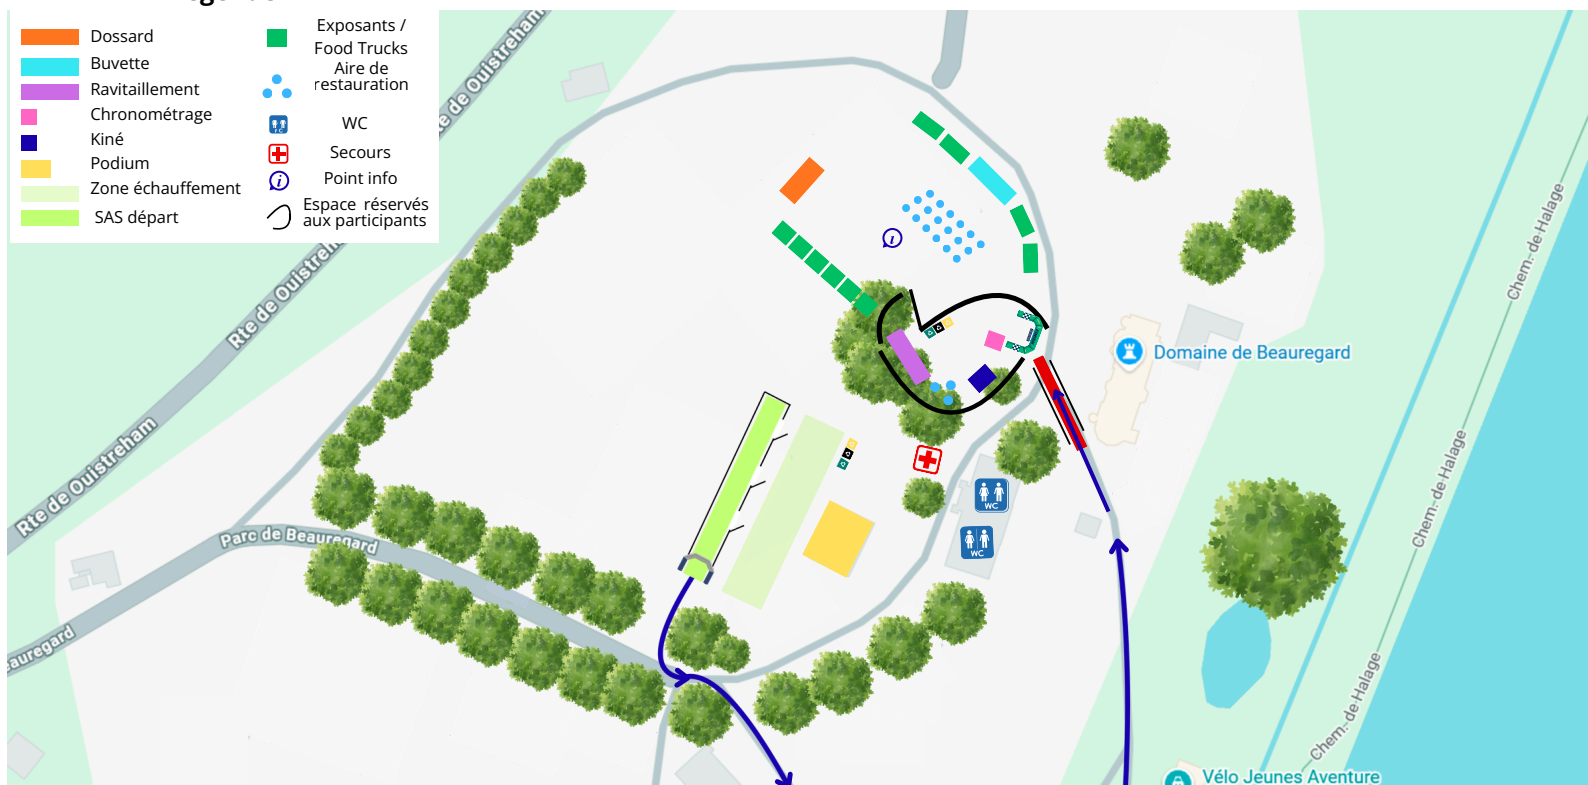 Dossard
Buvette
Ravitaillement
Chronométrage
Kiné
Podium
Zone échauffement
SAS départ
Exposants /
Food Trucks
Aire de
restauration
WC
Secours
Point info
Espace réservés
aux participants
Rte de Ouistreham
Rte de Ouistreham
Rte de Ouistreham
Parc de Beauregard
Domaine de Beauregard
WC
WC
Chem. de Halage
Chem. de Halage
Chem. de Halage
Vélo Jeunes Aventure